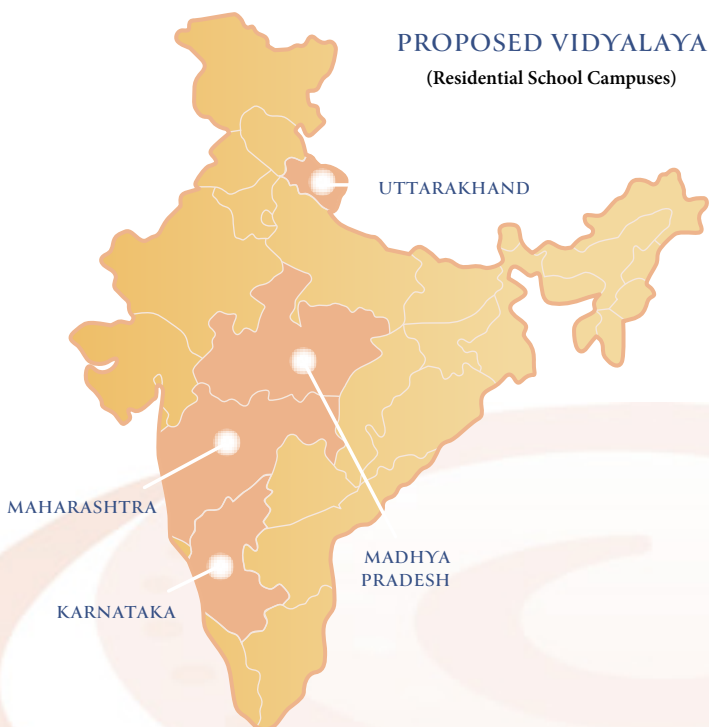 PROPOSED VIDYALAYA
(Residential School Campuses)
UTTARAKHAND
MAHARASHTRA
MADHYA
PRADESH
KARNATAKA